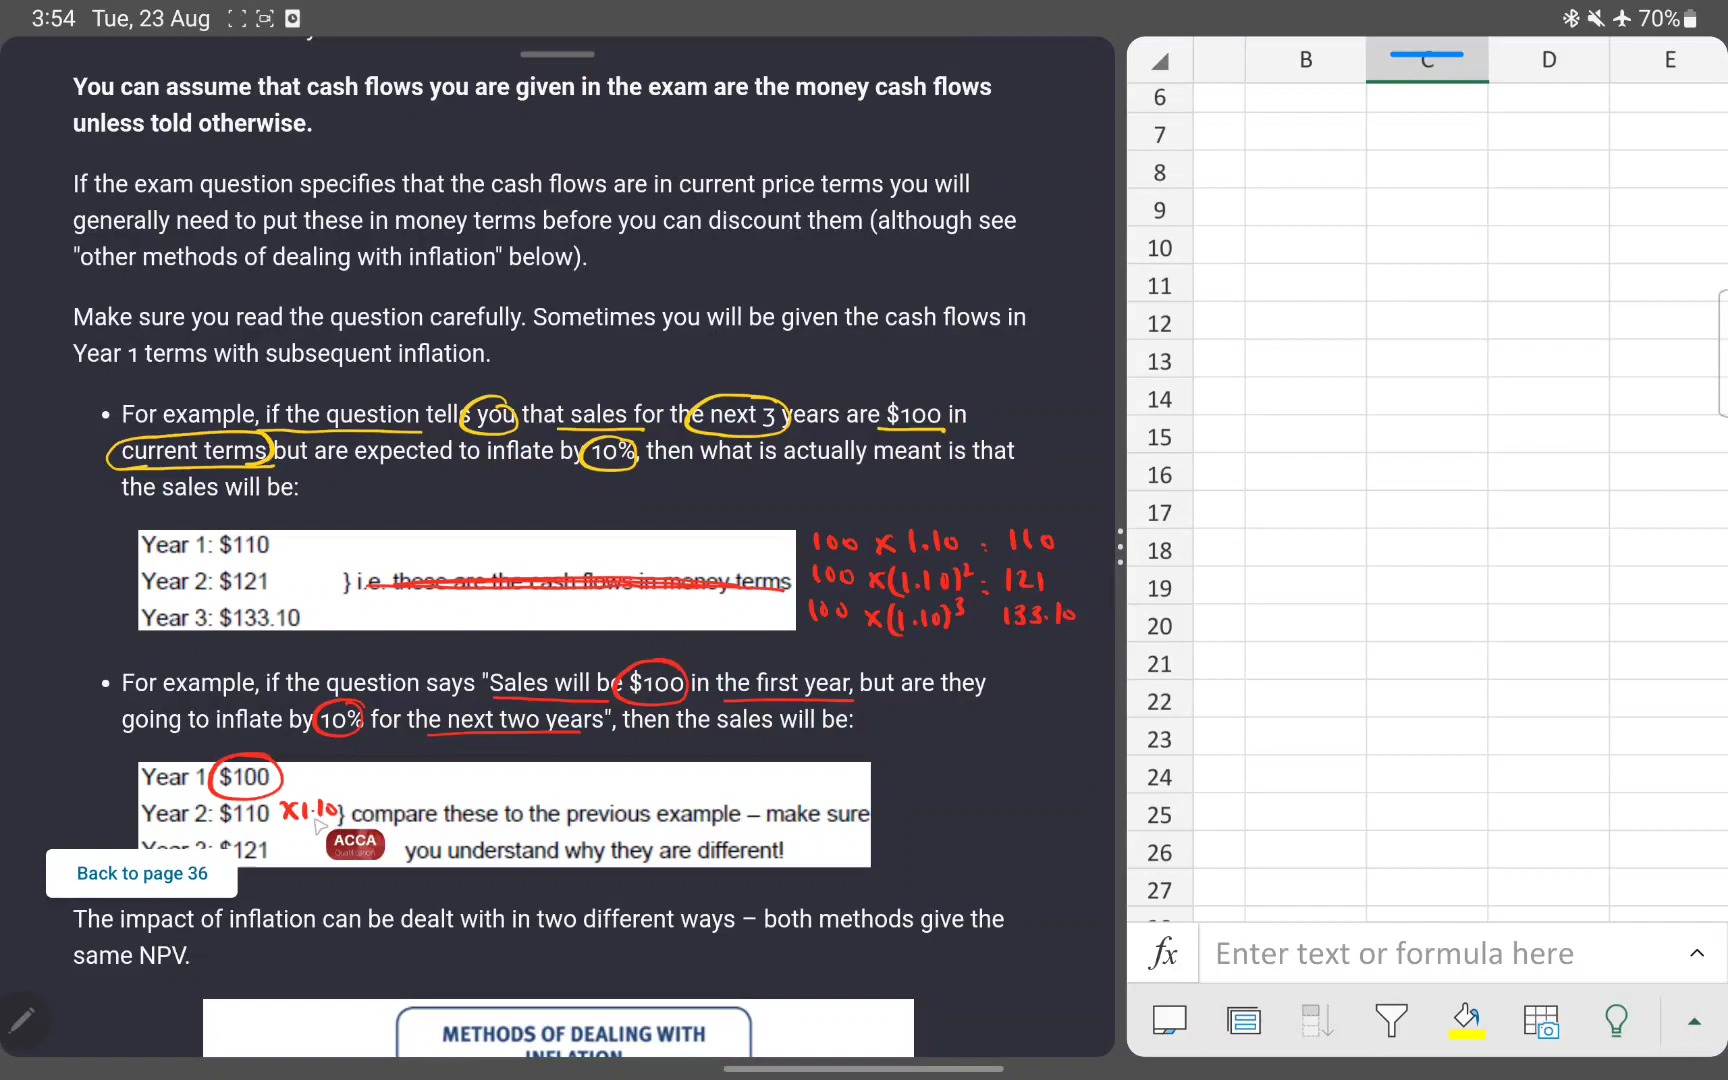 3:54 Tue, 23 Aug 70%
You can assume that cash flows you are given in the exam are the money cash flows
unless told otherwise.
If the exam question specifies that the cash flows are in current price terms you will
generally need to put these in money terms before you can discount them (although see
"other methods of dealing with inflation" below).
Make sure you read the question carefully. Sometimes you will be given the cash flows in
Year 1 terms with subsequent inflation.
• For example, if the question tells you that sales for the next 3 years are $100 in
current terms but are expected to inflate by 10%, then what is actually meant is that
the sales will be:
Year 1: $110
Year 2: $121 } i.e. these are the cash flows in money terms
Year 3: $133.10
100 x 1.10 : 110
100 x (1.10)² : 121
100 x (1.10)³ 133.10
• For example, if the question says "Sales will be $100 in the first year, but are they
going to inflate by 10% for the next two years", then the sales will be:
Year 1 $100
Year 2: $110 x1.10 } compare these to the previous example – make sure
$121 you understand why they are different!
ACCA
Back to page 36
The impact of inflation can be dealt with in two different ways – both methods give the
same NPV.
METHODS OF DEALING WITH
INFLATION
B C D E
6
7
8
9
10
11
12
13
14
15
16
17
18
19
20
21
22
23
24
25
26
27
fx Enter text or formula here